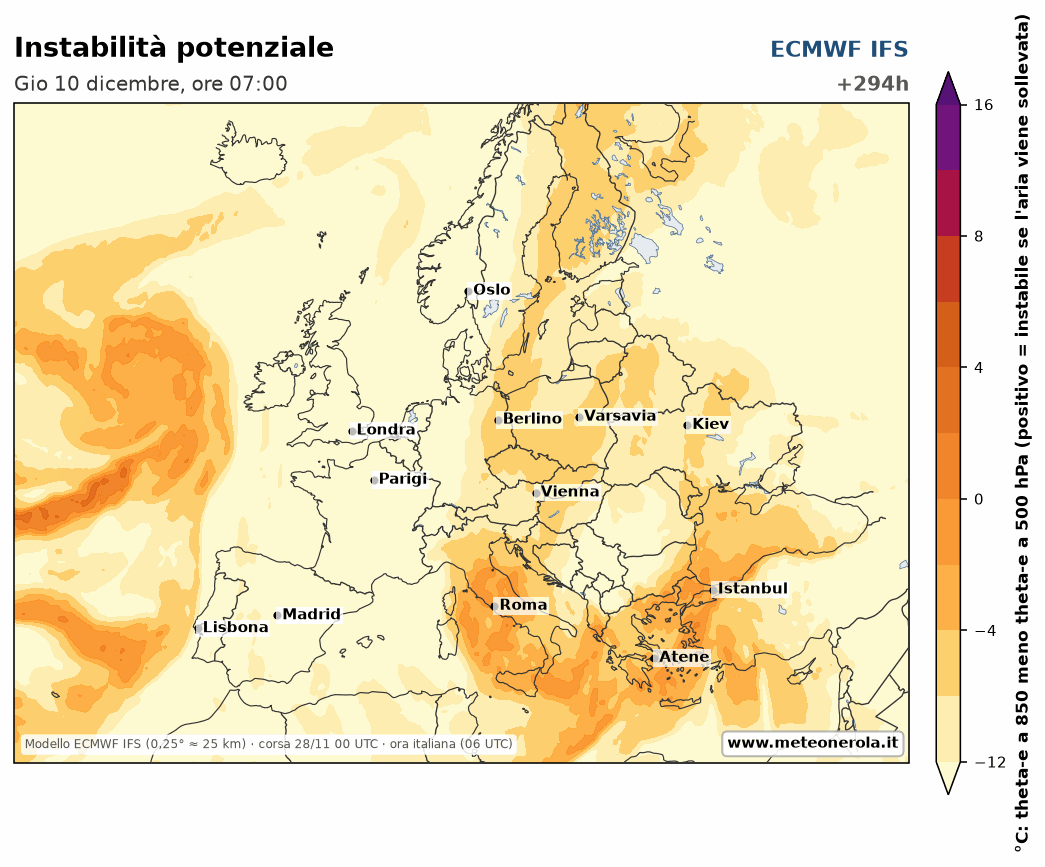 Instabilità potenziale
ECMWF IFS
Gio 10 dicembre, ore 07:00
+294h
Oslo
Londra
Berlino
Varsavia
Kiev
Parigi
Vienna
Istanbul
Roma
Madrid
Lisbona
Atene
Modello ECMWF IFS (0,25° ≈ 25 km) · corsa 28/11 00 UTC · ora italiana (06 UTC)
www.meteonerola.it
16
8
4
0
−4
−12
°C: theta-e a 850 meno theta-e a 500 hPa (positivo = instabile se l'aria viene sollevata)